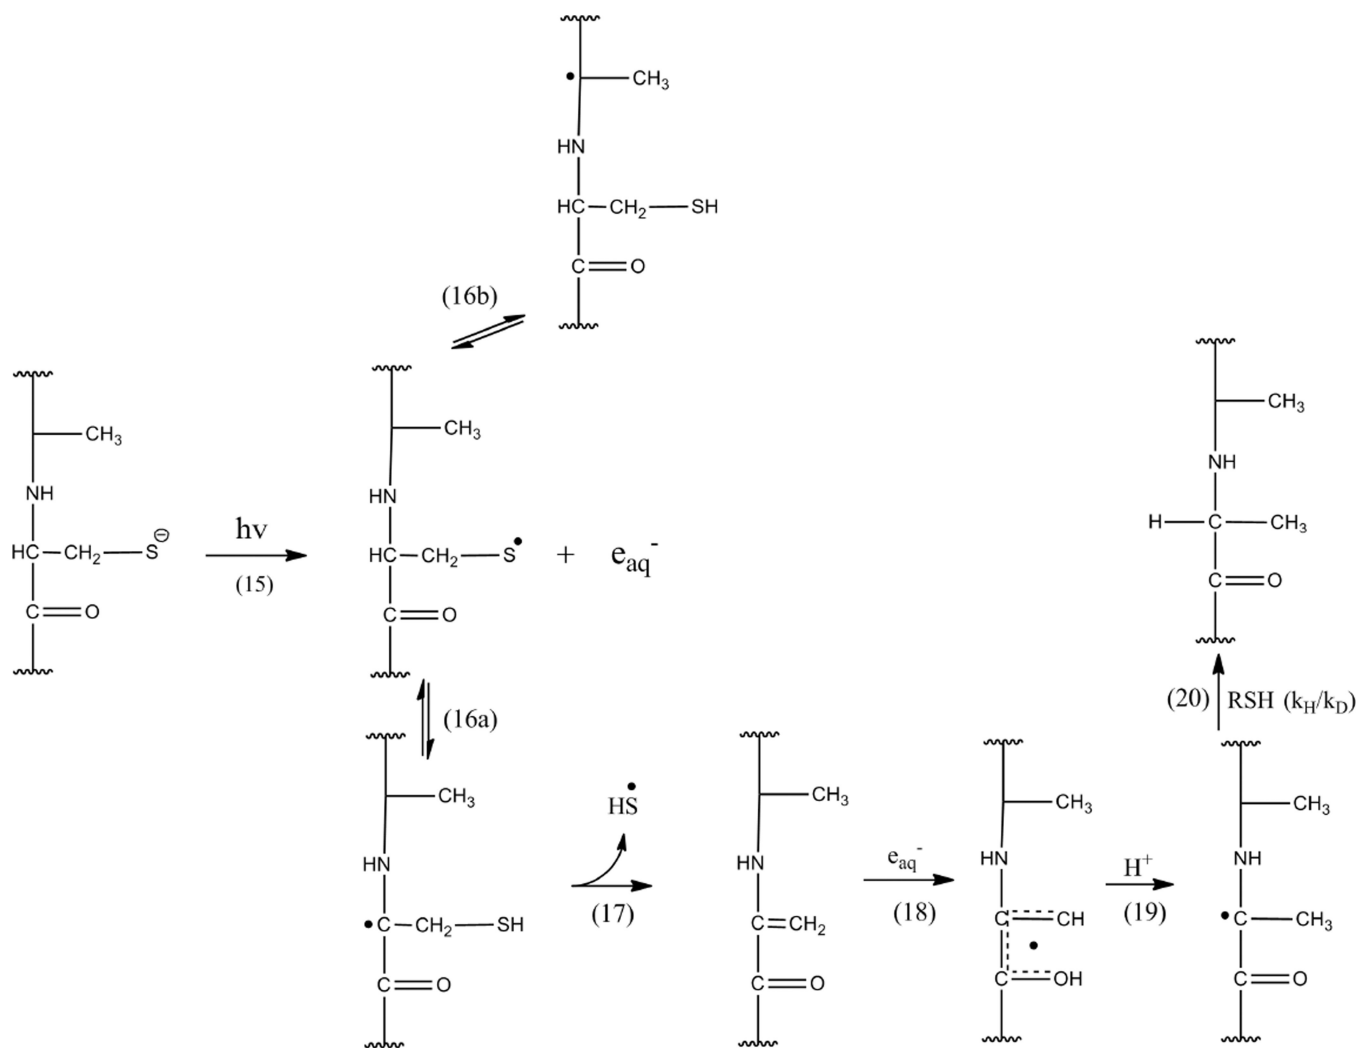 CH₃
HN
HC CH₂ SH
C O
(16b)
CH₃
NH
HC CH₂ S⊖
C O
hν
(15)
CH₃
HN
HC CH₂ S•
C O
+ eaq⁻
CH₃
NH
H C CH₃
C O
(20) RSH (kH/kD)
(16a)
CH₃
HN
•C CH₂ SH
C O
HS•
(17)
CH₃
HN
C CH₂
C O
eaq⁻
(18)
CH₃
HN
C CH
C OH
H⁺
(19)
CH₃
NH
•C CH₃
C O